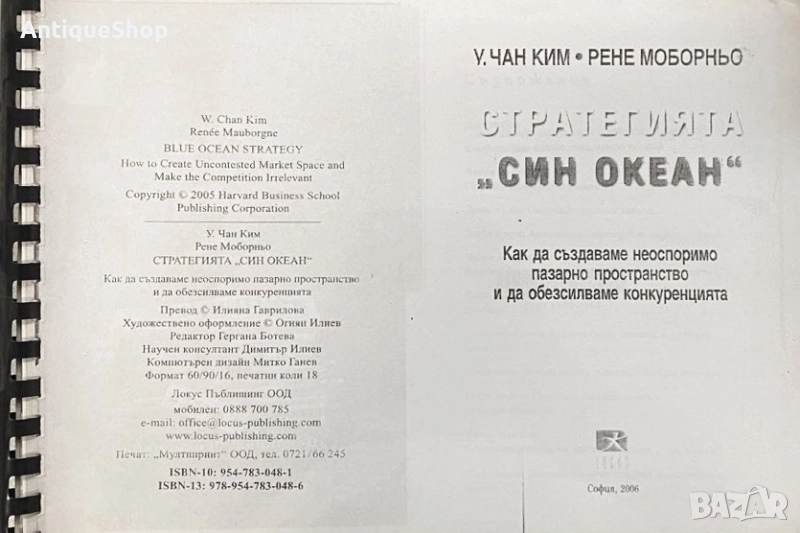 AntiqueShop
W. Chan Kim
Renée Mauborgne
BLUE OCEAN STRATEGY
How to Create Uncontested Market Space and
Make the Competition Irrelevant
Copyright © 2005 Harvard Business School
Publishing Corporation
У. Чан Ким
Рене Моборньо
СТРАТЕГИЯТА „СИН ОКЕАН“
Как да създаваме неоспоримо пазарно пространство
и да обезсилваме конкуренцията
Превод © Илияна Гаврилова
Художествено оформление © Огнян Илиев
Редактор Гергана Ботева
Научен консултант Димитър Илиев
Компютърен дизайн Митко Ганев
Формат 60/90/16, печатни коли 18
Локус Пъблишинг ООД
мобилен: 0888 700 785
e-mail: office@locus-publishing.com
www.locus-publishing.com
Печат: „Мултипринт“ ООД, тел. 0721/66 245
ISBN-10: 954-783-048-1
ISBN-13: 978-954-783-048-6
У. ЧАН КИМ • РЕНЕ МОБОРНЬО
СТРАТЕГИЯТА
„СИН ОКЕАН“
Как да създаваме неоспоримо
пазарно пространство
и да обезсилваме конкуренцията
София, 2006
BAZAR